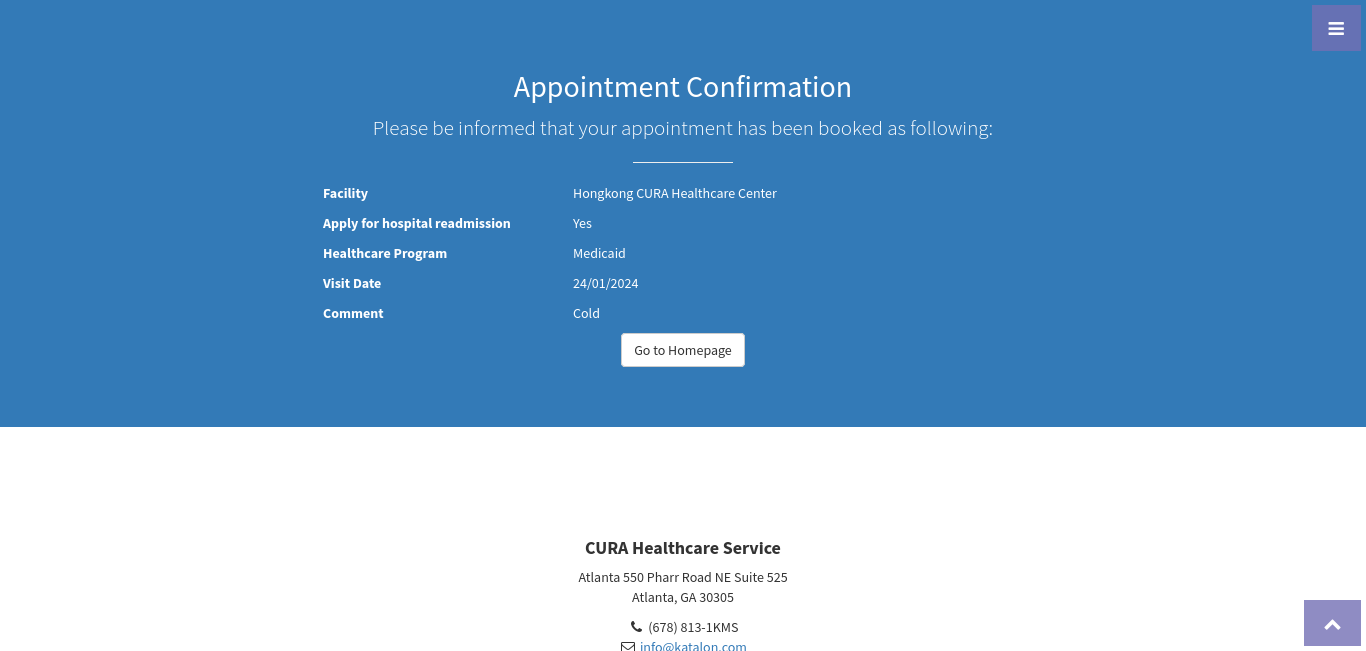 Appointment Confirmation
Please be informed that your appointment has been booked as following:
Facility Hongkong CURA Healthcare Center
Apply for hospital readmission Yes
Healthcare Program Medicaid
Visit Date 24/01/2024
Comment Cold
Go to Homepage
CURA Healthcare Service
Atlanta 550 Pharr Road NE Suite 525
Atlanta, GA 30305
(678) 813-1KMS
info@katalon.com